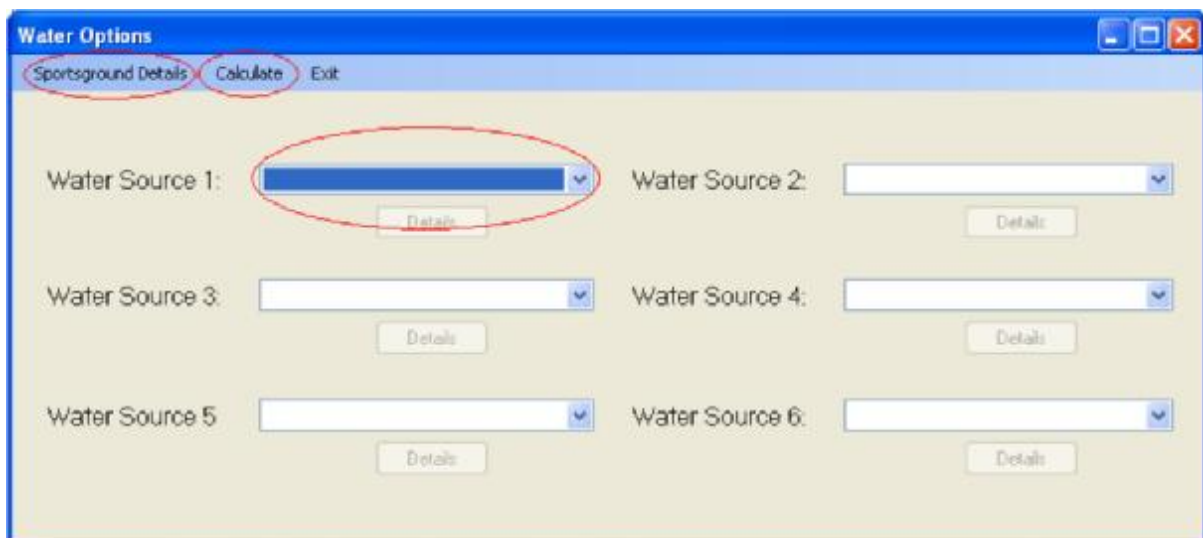 Water Options
Sportsground Details Calculate Exit
Water Source 1: Water Source 2:
Details Details
Water Source 3: Water Source 4:
Details Details
Water Source 5 Water Source 6:
Details Details